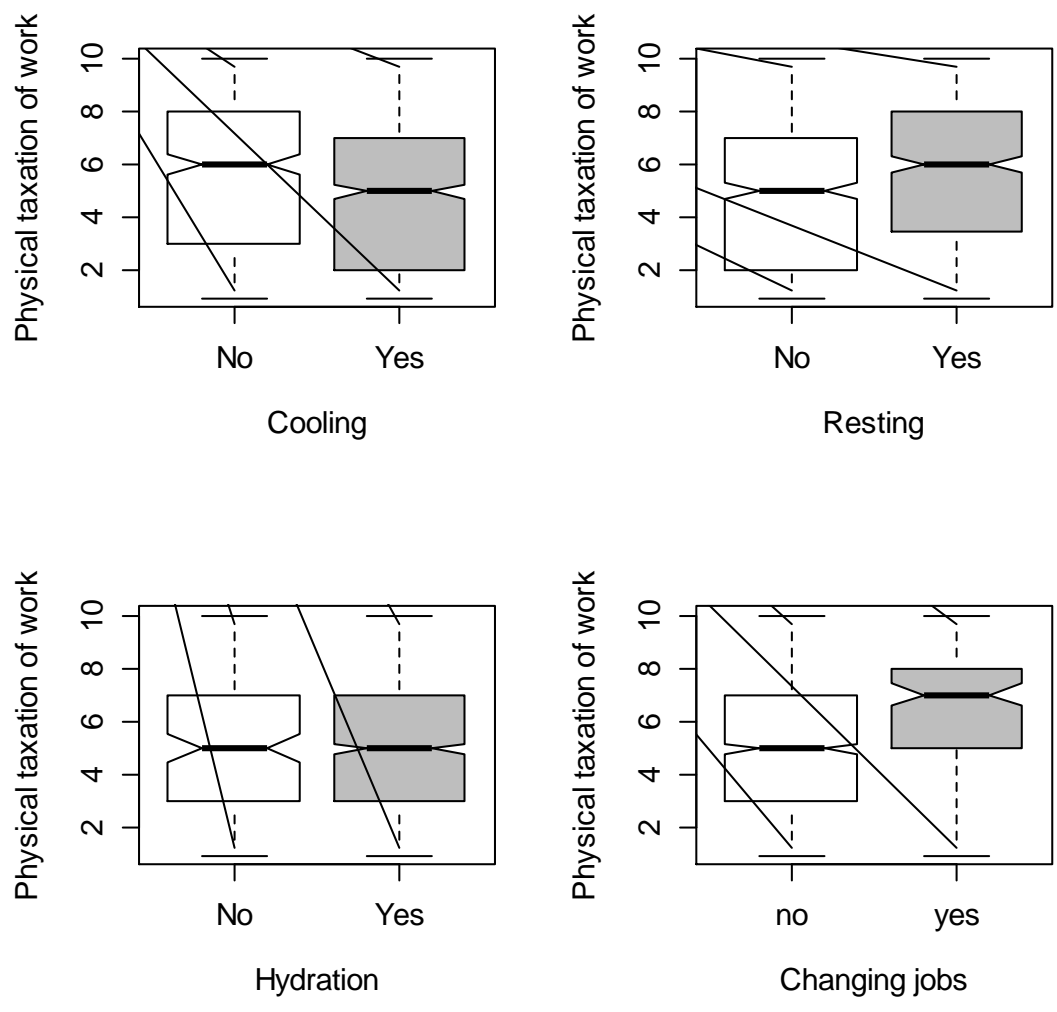 Physical taxation of work
10
8
6
4
2
No Yes
Cooling
Physical taxation of work
10
8
6
4
2
No Yes
Resting
Physical taxation of work
10
8
6
4
2
No Yes
Hydration
Physical taxation of work
10
8
6
4
2
no yes
Changing jobs